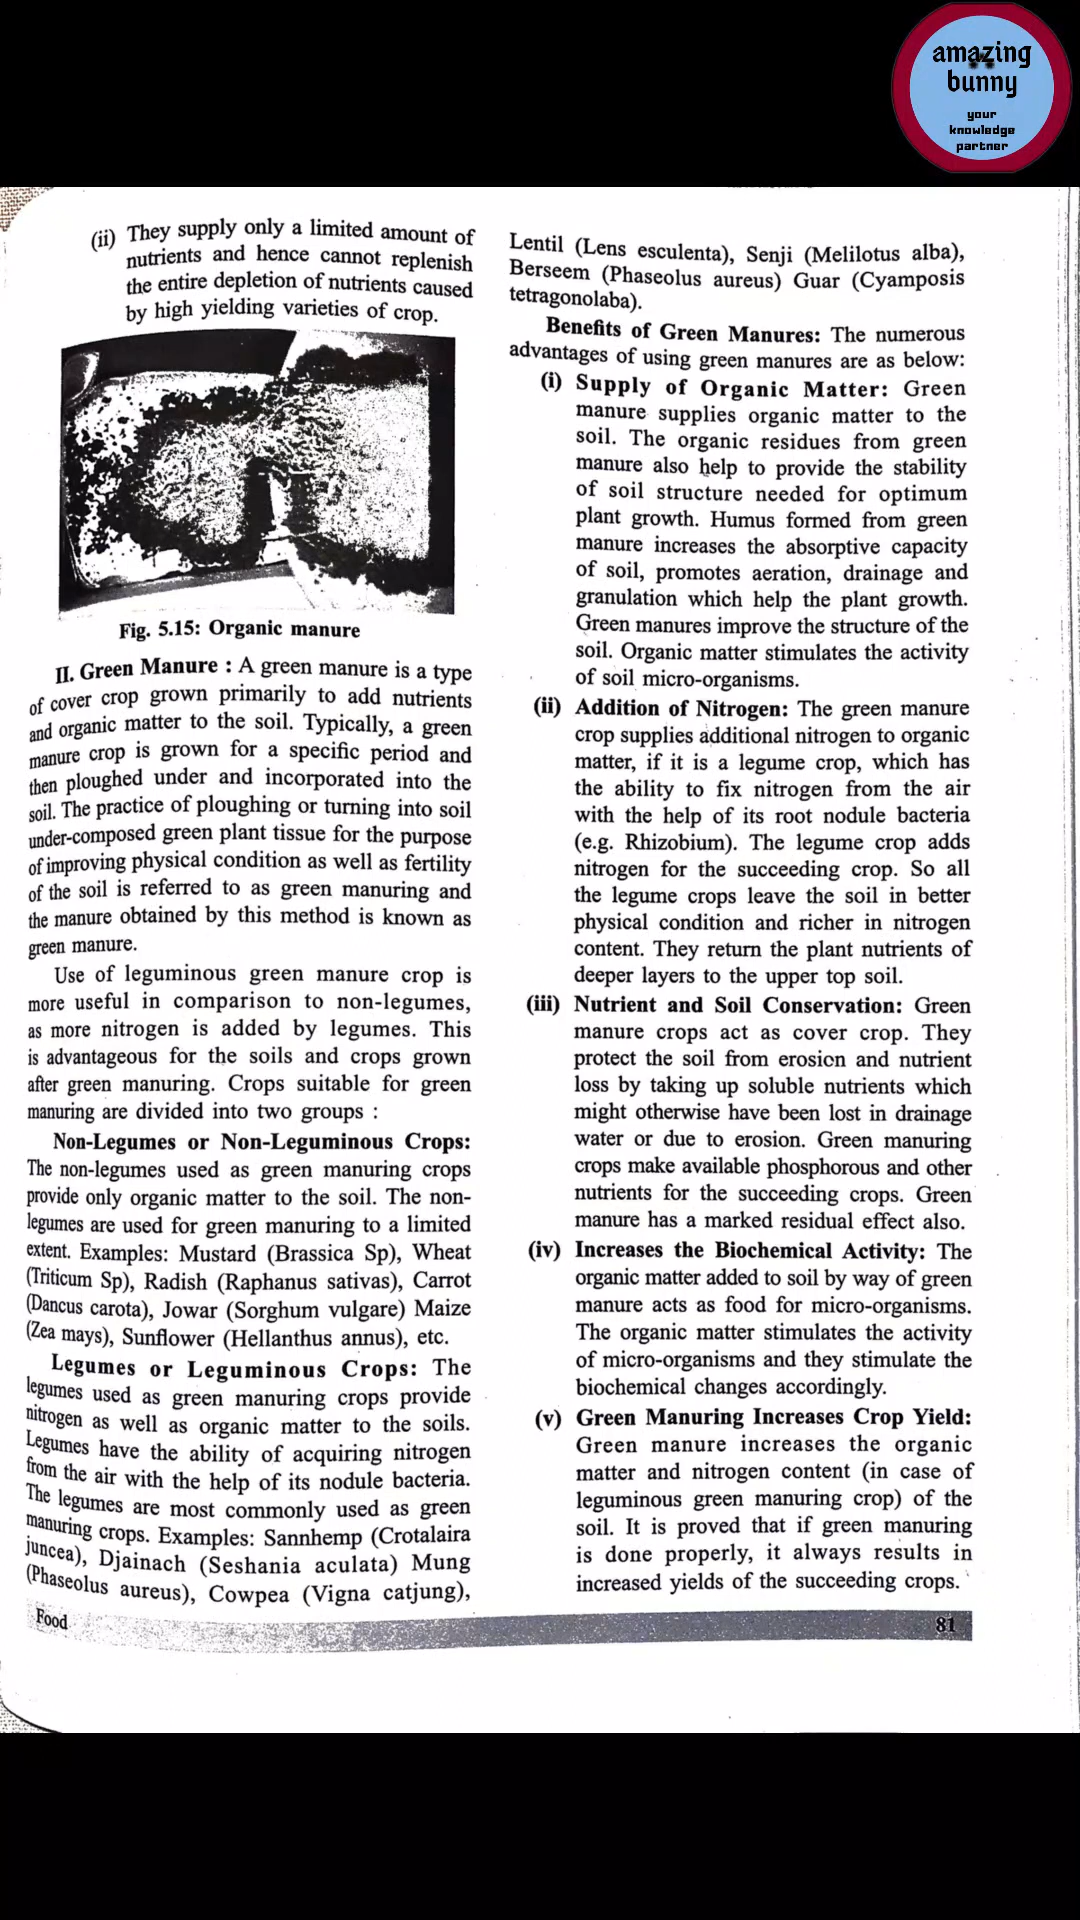 amazing
bunny
your
knowledge
partner
(ii) They supply only a limited amount of
nutrients and hence cannot replenish
the entire depletion of nutrients caused
by high yielding varieties of crop.
Fig. 5.15: Organic manure
II. Green Manure : A green manure is a type
of cover crop grown primarily to add nutrients
and organic matter to the soil. Typically, a green
manure crop is grown for a specific period and
then ploughed under and incorporated into the
soil. The practice of ploughing or turning into soil
under-composed green plant tissue for the purpose
of improving physical condition as well as fertility
of the soil is referred to as green manuring and
the manure obtained by this method is known as
green manure.
Use of leguminous green manure crop is
more useful in comparison to non-legumes,
as more nitrogen is added by legumes. This
is advantageous for the soils and crops grown
after green manuring. Crops suitable for green
manuring are divided into two groups :
Non-Legumes or Non-Leguminous Crops:
The non-legumes used as green manuring crops
provide only organic matter to the soil. The non-
legumes are used for green manuring to a limited
extent. Examples: Mustard (Brassica Sp), Wheat
(Triticum Sp), Radish (Raphanus sativas), Carrot
(Dancus carota), Jowar (Sorghum vulgare) Maize
(Zea mays), Sunflower (Hellanthus annus), etc.
Legumes or Leguminous Crops: The
legumes used as green manuring crops provide
nitrogen as well as organic matter to the soils.
Legumes have the ability of acquiring nitrogen
from the air with the help of its nodule bacteria.
The legumes are most commonly used as green
manuring crops. Examples: Sannhemp (Crotalaira
juncea), Djainach (Seshania aculata) Mung
(Phaseolus aureus), Cowpea (Vigna catjung),
Lentil (Lens esculenta), Senji (Melilotus alba),
Berseem (Phaseolus aureus) Guar (Cyamposis
tetragonolaba).
Benefits of Green Manures: The numerous
advantages of using green manures are as below:
(i) Supply of Organic Matter: Green
manure supplies organic matter to the
soil. The organic residues from green
manure also help to provide the stability
of soil structure needed for optimum
plant growth. Humus formed from green
manure increases the absorptive capacity
of soil, promotes aeration, drainage and
granulation which help the plant growth.
Green manures improve the structure of the
soil. Organic matter stimulates the activity
of soil micro-organisms.
(ii) Addition of Nitrogen: The green manure
crop supplies additional nitrogen to organic
matter, if it is a legume crop, which has
the ability to fix nitrogen from the air
with the help of its root nodule bacteria
(e.g. Rhizobium). The legume crop adds
nitrogen for the succeeding crop. So all
the legume crops leave the soil in better
physical condition and richer in nitrogen
content. They return the plant nutrients of
deeper layers to the upper top soil.
(iii) Nutrient and Soil Conservation: Green
manure crops act as cover crop. They
protect the soil from erosion and nutrient
loss by taking up soluble nutrients which
might otherwise have been lost in drainage
water or due to erosion. Green manuring
crops make available phosphorous and other
nutrients for the succeeding crops. Green
manure has a marked residual effect also.
(iv) Increases the Biochemical Activity: The
organic matter added to soil by way of green
manure acts as food for micro-organisms.
The organic matter stimulates the activity
of micro-organisms and they stimulate the
biochemical changes accordingly.
(v) Green Manuring Increases Crop Yield:
Green manure increases the organic
matter and nitrogen content (in case of
leguminous green manuring crop) of the
soil. It is proved that if green manuring
is done properly, it always results in
increased yields of the succeeding crops.
Food
81